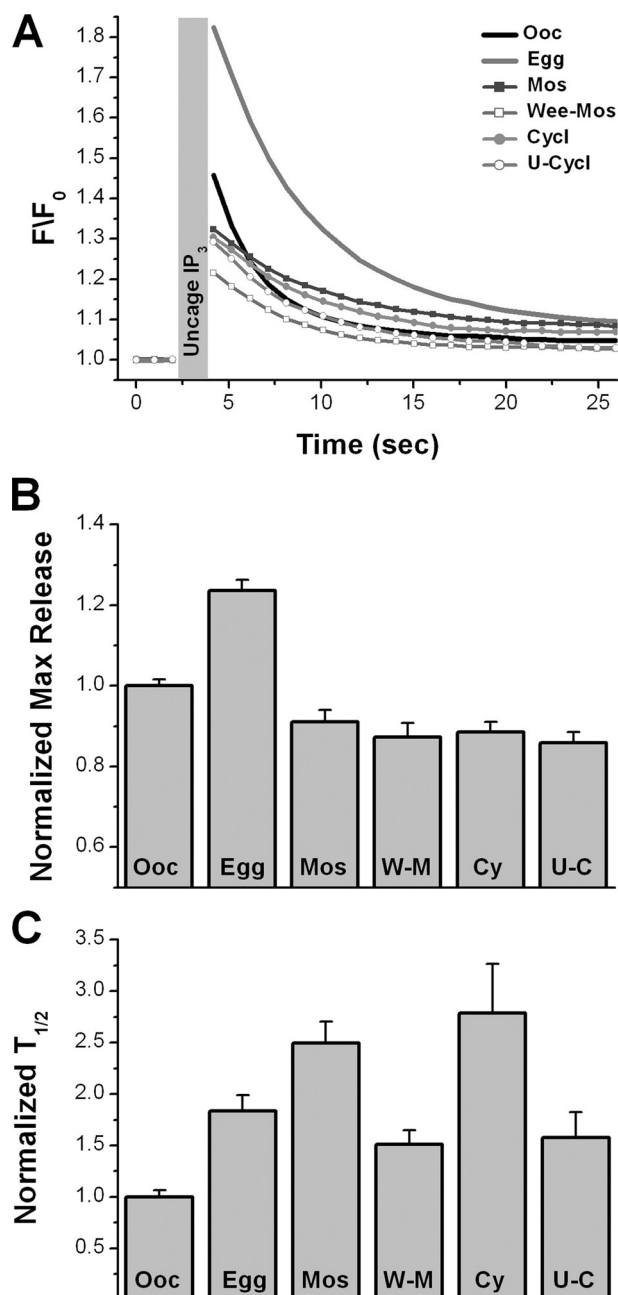 A
1.8
1.7
1.6
1.5
1.4
1.3
1.2
1.1
1.0
F\F0
Uncage IP3
Ooc
Egg
Mos
Wee-Mos
Cycl
U-Cycl
0 5 10 15 20 25
Time (sec)
B
1.4
1.2
1.0
0.8
0.6
Normalized Max Release
Ooc Egg Mos W-M Cy U-C
C
3.5
3.0
2.5
2.0
1.5
1.0
0.5
Normalized T1/2
Ooc Egg Mos W-M Cy U-C